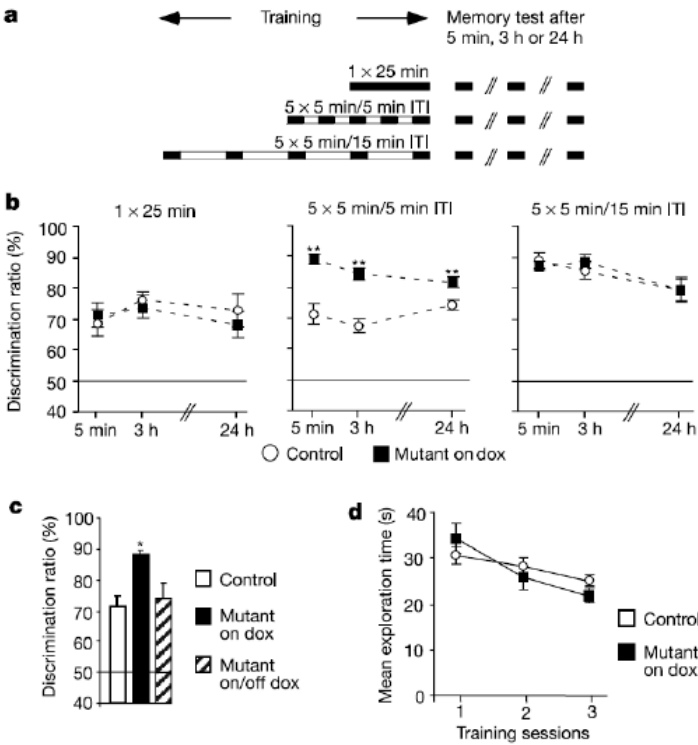 a
Training
Memory test after
5 min, 3 h or 24 h
1 × 25 min
5 × 5 min/5 min ITI
5 × 5 min/15 min ITI
b
1 × 25 min
5 × 5 min/5 min ITI
5 × 5 min/15 min ITI
Discrimination ratio (%)
100
90
80
70
60
50
40
**
**
**
5 min 3 h 24 h
5 min 3 h 24 h
5 min 3 h 24 h
Control
Mutant on dox
c
Discrimination ratio (%)
100
90
80
70
60
50
40
*
Control
Mutant
on dox
Mutant
on/off dox
d
Mean exploration time (s)
40
30
20
10
0
1 2 3
Training sessions
Control
Mutant
on dox